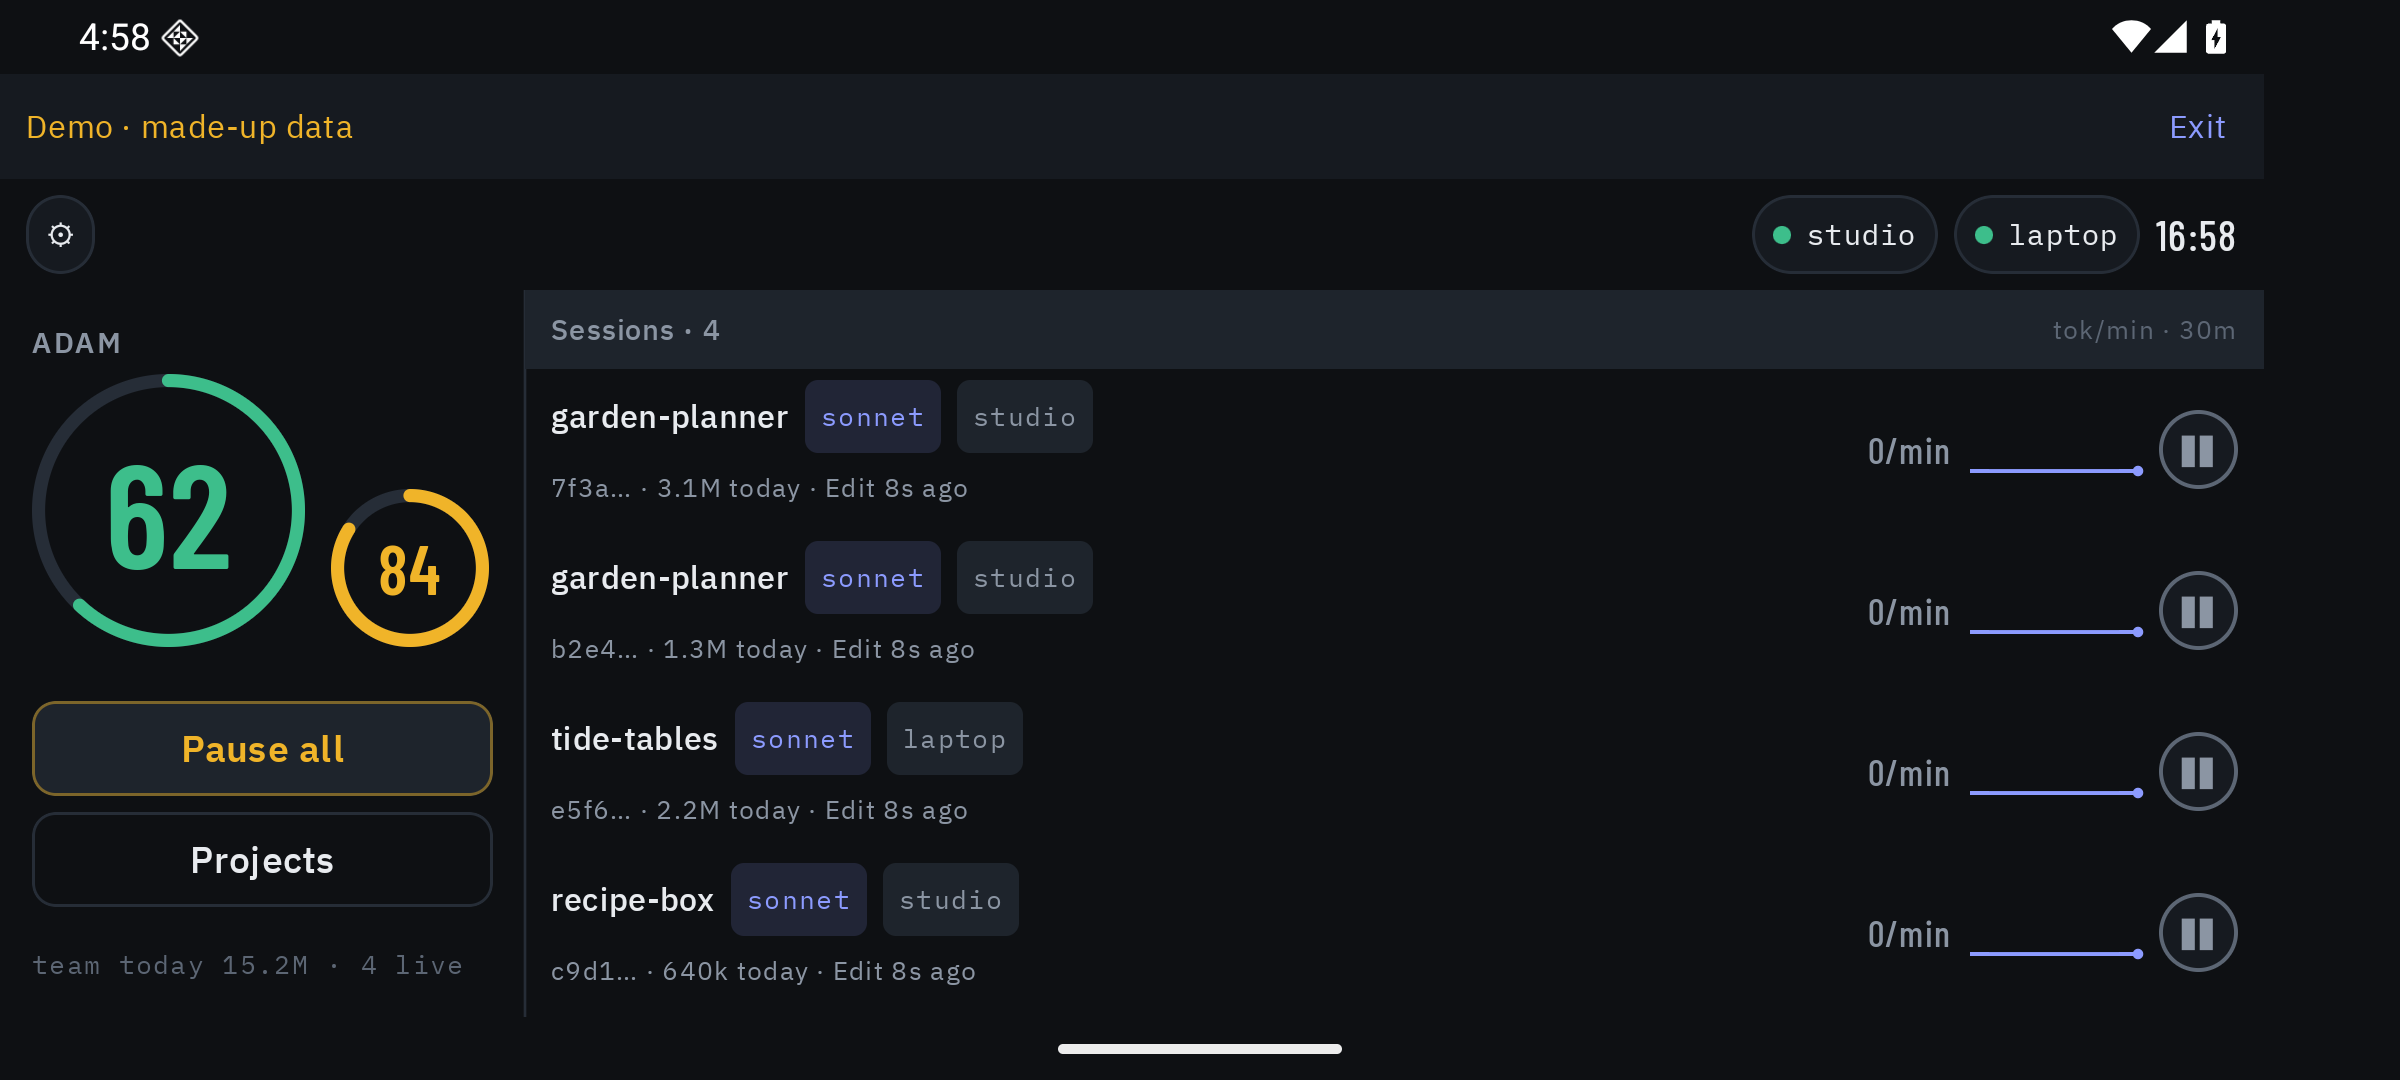 4:58
Demo · made-up data
Exit
studio
laptop
16:58
ADAM
62
84
Pause all
Projects
team today 15.2M · 4 live
Sessions · 4
tok/min · 30m
garden-planner sonnet studio
7f3a… · 3.1M today · Edit 8s ago
0/min
garden-planner sonnet studio
b2e4… · 1.3M today · Edit 8s ago
0/min
tide-tables sonnet laptop
e5f6… · 2.2M today · Edit 8s ago
0/min
recipe-box sonnet studio
c9d1… · 640k today · Edit 8s ago
0/min